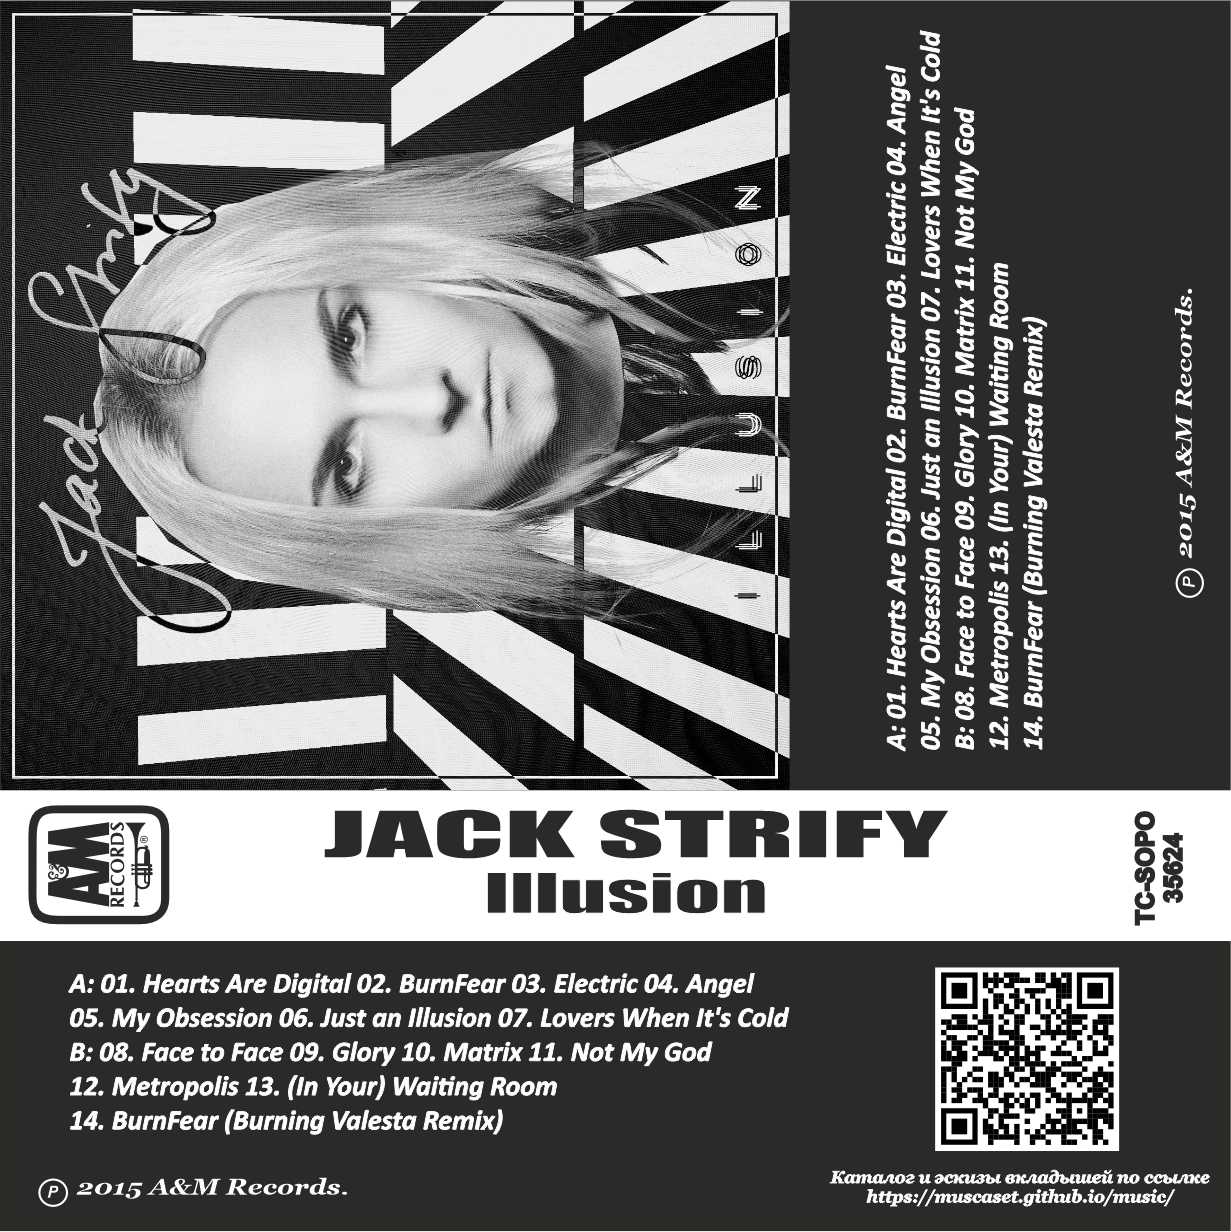 Jack Strify
ILLUSION
A: 01. Hearts Are Digital 02. BurnFear 03. Electric 04. Angel
05. My Obsession 06. Just an Illusion 07. Lovers When It's Cold
B: 08. Face to Face 09. Glory 10. Matrix 11. Not My God
12. Metropolis 13. (In Your) Waiting Room
14. BurnFear (Burning Valesta Remix)
Ⓟ 2015 A&M Records.
A&M
RECORDS
®
JACK STRIFY
Illusion
TC-SOPO
35624
A: 01. Hearts Are Digital 02. BurnFear 03. Electric 04. Angel
05. My Obsession 06. Just an Illusion 07. Lovers When It's Cold
B: 08. Face to Face 09. Glory 10. Matrix 11. Not My God
12. Metropolis 13. (In Your) Waiting Room
14. BurnFear (Burning Valesta Remix)
Ⓟ 2015 A&M Records.
Каталог и эскизы вкладышей по ссылке
https://muscaset.github.io/music/